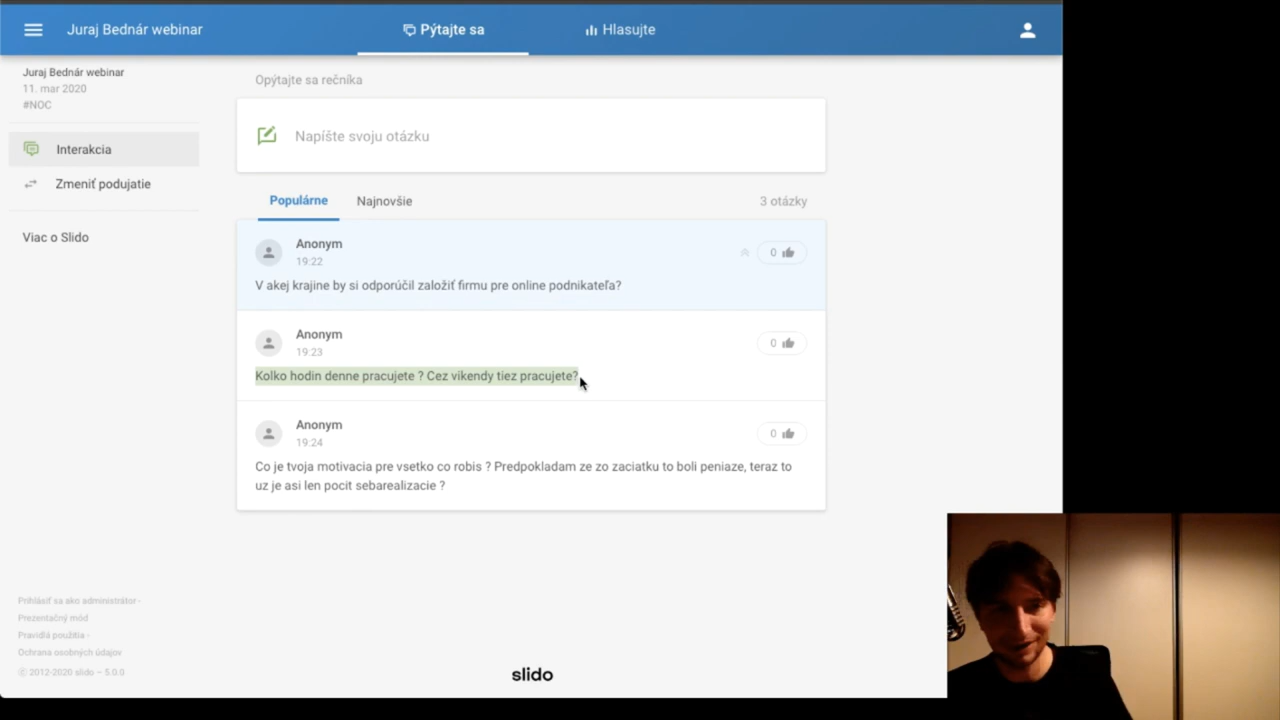 Juraj Bednár webinar
Pýtajte sa
Hlasujte
Juraj Bednár webinar
11. mar 2020
#NOC
Interakcia
Zmeniť podujatie
Viac o Slido
Opýtajte sa rečníka
Napíšte svoju otázku
Populárne
Najnovšie
3 otázky
Anonym
19:22
0
V akej krajine by si odporúčil založiť firmu pre online podnikateľa?
Anonym
19:23
0
Kolko hodin denne pracujete ? Cez vikendy tiez pracujete?
Anonym
19:24
0
Co je tvoja motivacia pre vsetko co robis ? Predpokladam ze zo zaciatku to boli peniaze, teraz to
uz je asi len pocit sebarealizacie ?
Prihlásiť sa ako administrátor -
Prezentačný mód
Pravidlá použitia -
Ochrana osobných údajov
© 2012-2020 slido – 5.0.0
slido